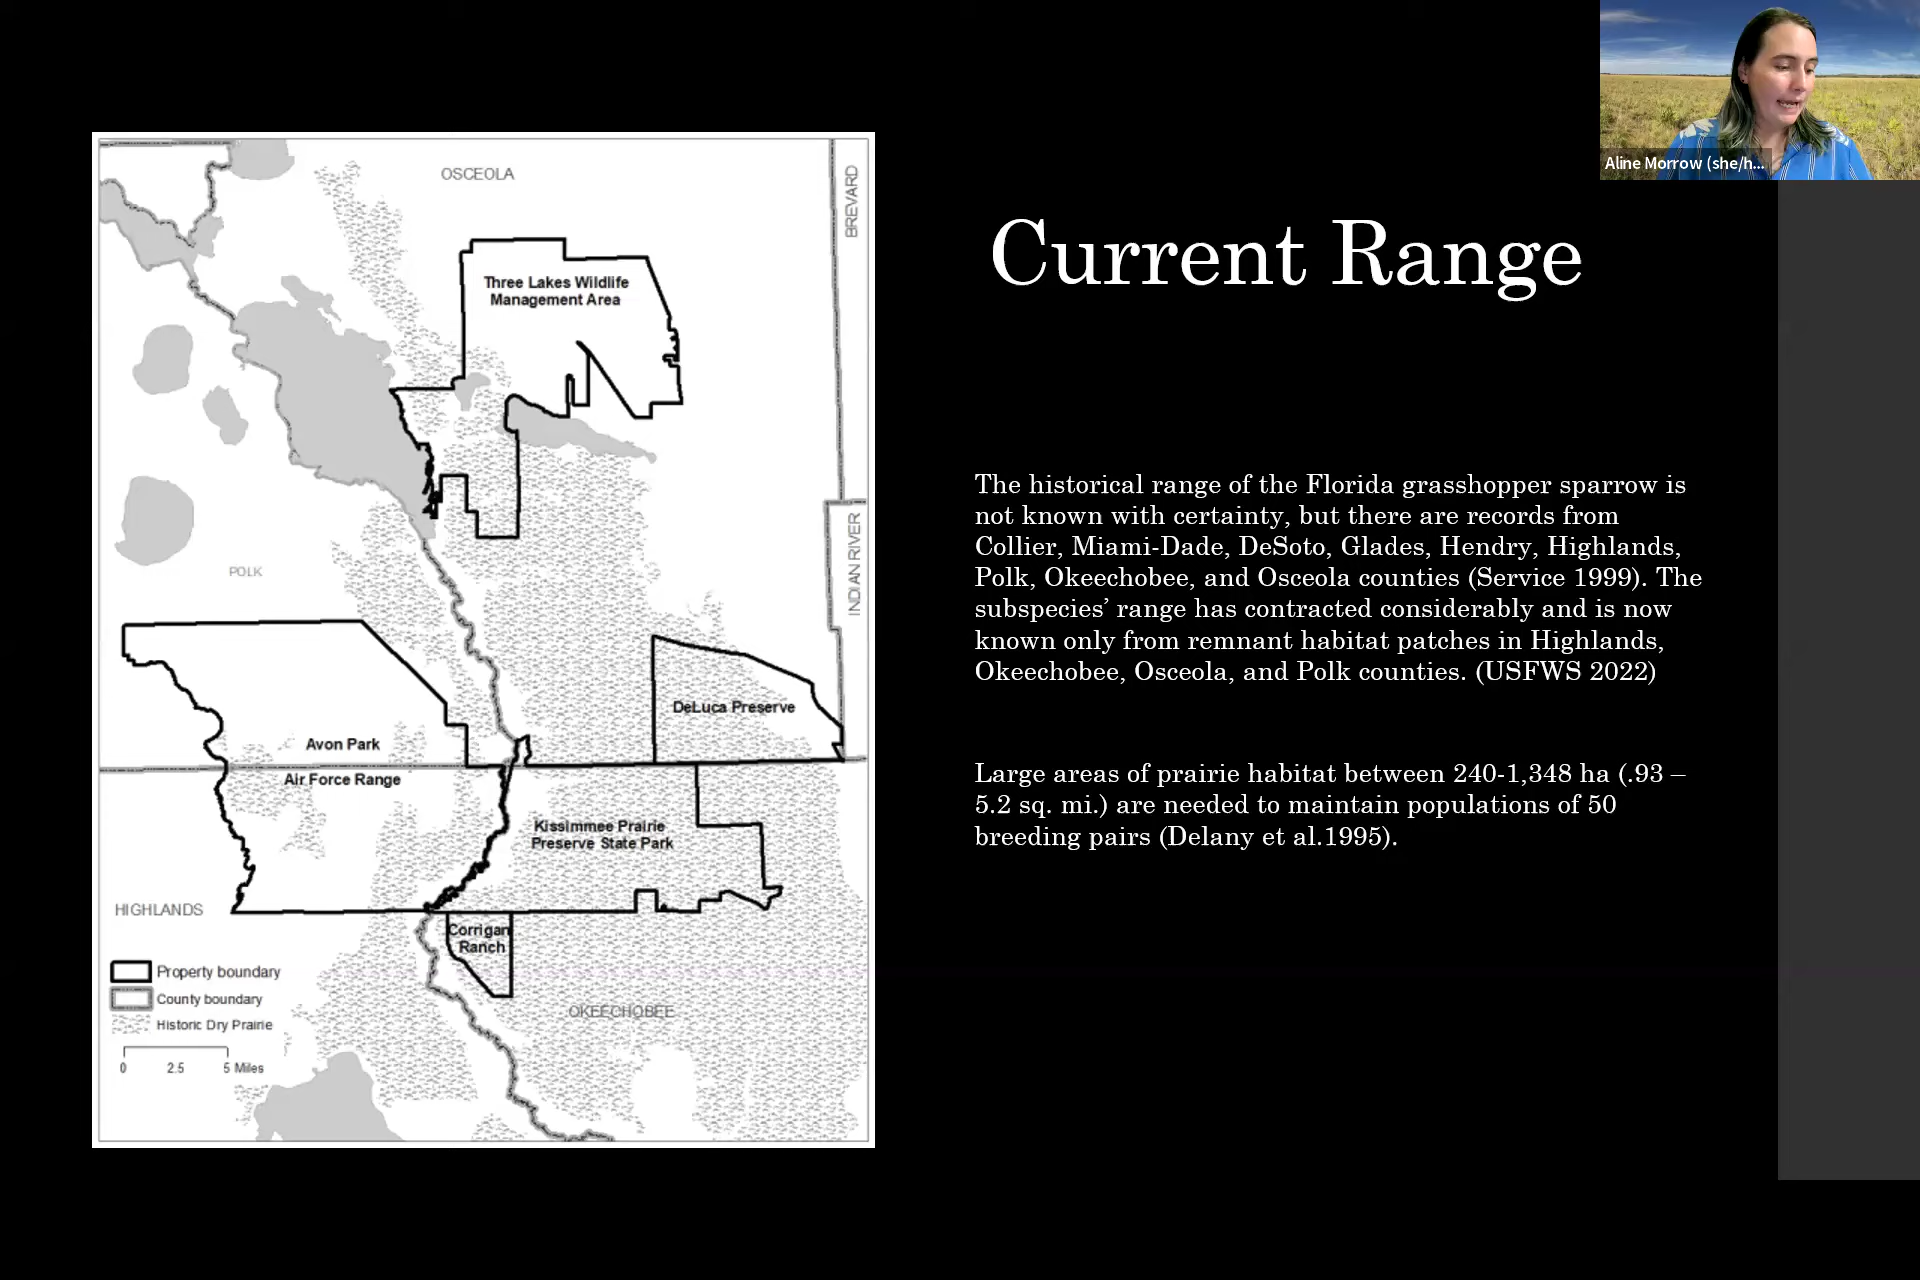 Aline Morrow (she/h...
Current Range
The historical range of the Florida grasshopper sparrow is
not known with certainty, but there are records from
Collier, Miami-Dade, DeSoto, Glades, Hendry, Highlands,
Polk, Okeechobee, and Osceola counties (Service 1999). The
subspecies’ range has contracted considerably and is now
known only from remnant habitat patches in Highlands,
Okeechobee, Osceola, and Polk counties. (USFWS 2022)
Large areas of prairie habitat between 240-1,348 ha (.93 –
5.2 sq. mi.) are needed to maintain populations of 50
breeding pairs (Delany et al.1995).
OSCEOLA
BREVARD
Three Lakes Wildlife
Management Area
POLK
INDIAN RIVER
DeLuca Preserve
Avon Park
Air Force Range
Kissimmee Prairie
Preserve State Park
HIGHLANDS
Corrigan
Ranch
OKEECHOBEE
Property boundary
County boundary
Historic Dry Prairie
0 2.5 5 Miles